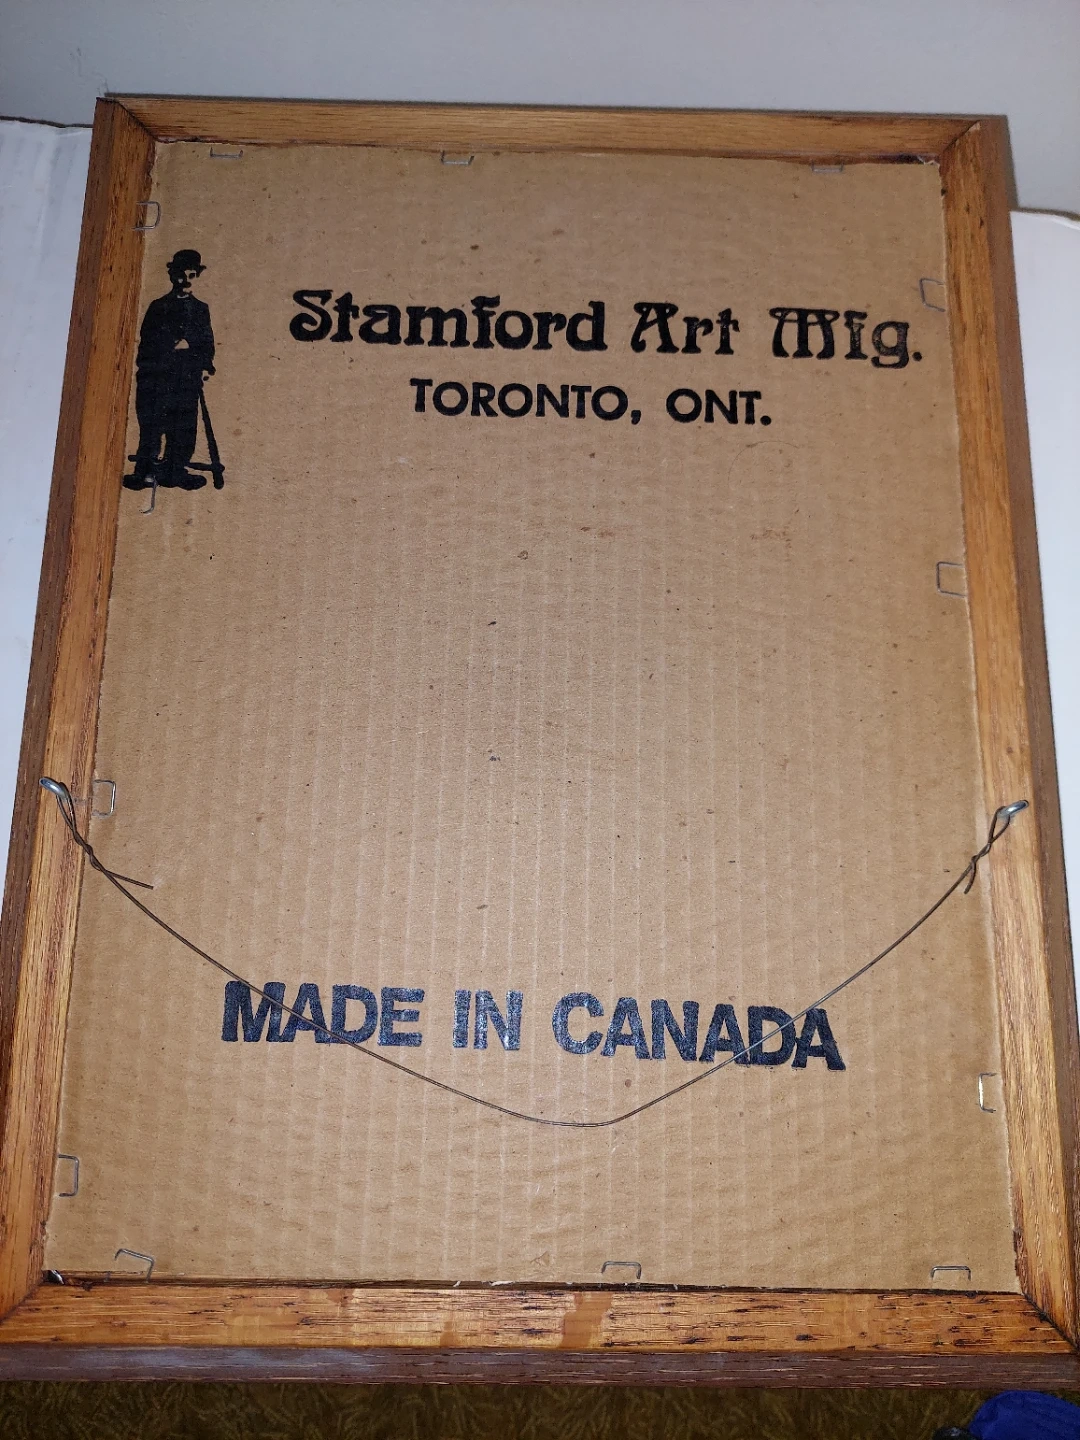 Stamford Art Mfg.
TORONTO, ONT.
MADE IN CANADA